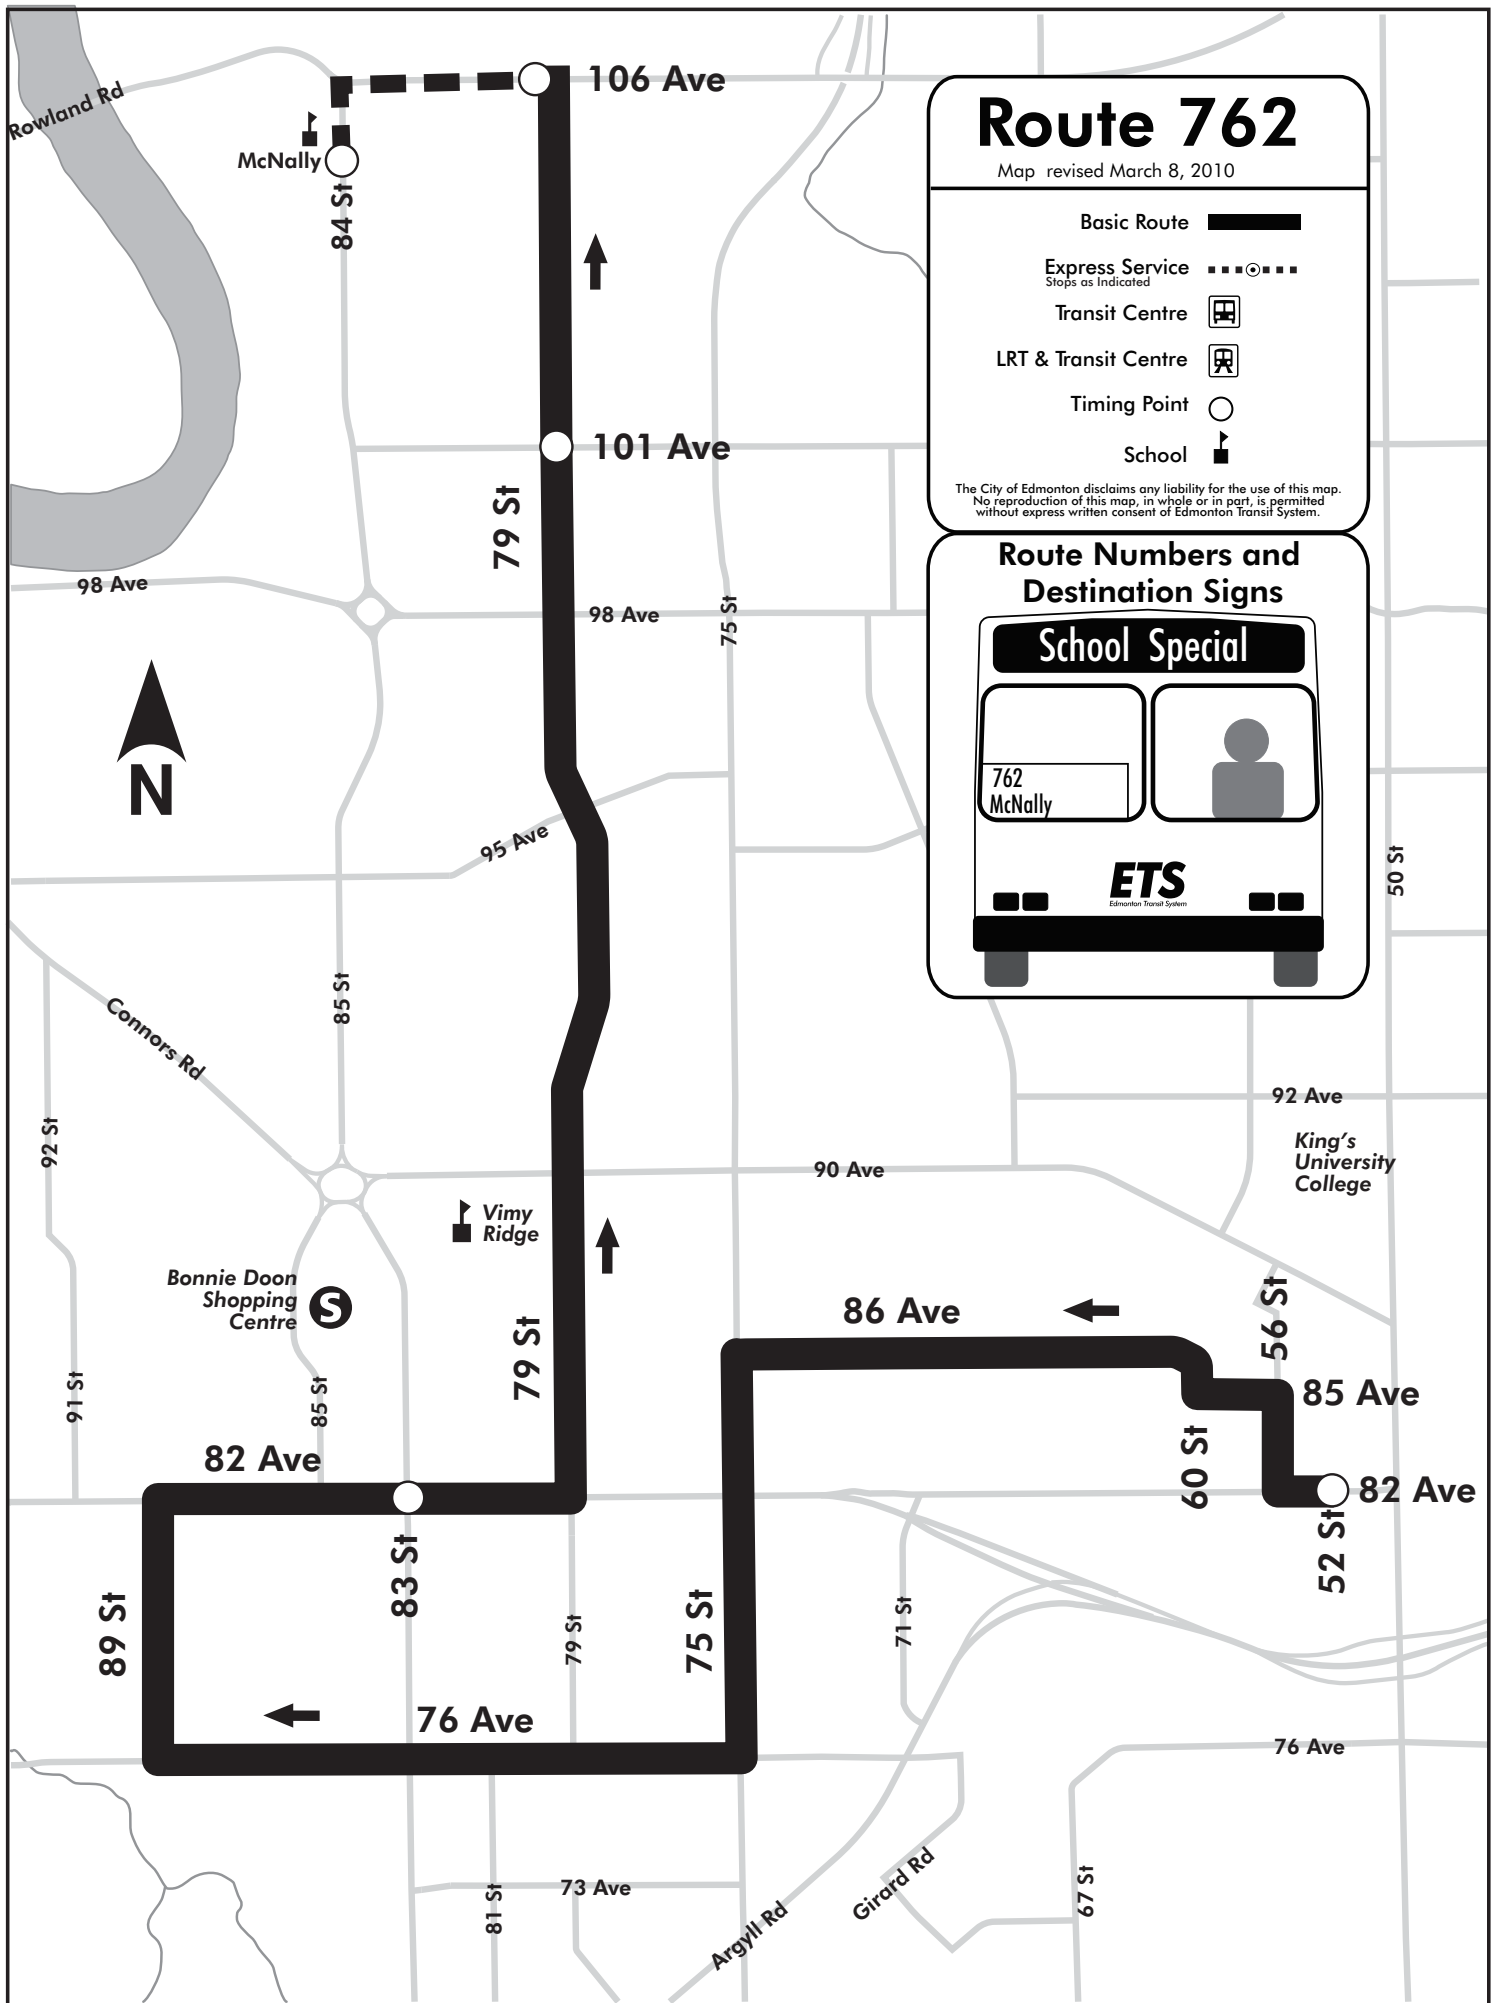 Rowland Rd
106 Ave
McNally
84 St
Route 762
Map revised March 8, 2010
Basic Route
Express Service
Stops as Indicated
Transit Centre
LRT & Transit Centre
Timing Point
School
The City of Edmonton disclaims any liability for the use of this map.
No reproduction of this map, in whole or in part, is permitted
without express written consent of Edmonton Transit System.
101 Ave
79 St
98 Ave
98 Ave
75 St
Route Numbers and
Destination Signs
School Special
762
McNally
ETS
Edmonton Transit System
N
95 Ave
50 St
85 St
Connors Rd
92 St
92 Ave
King's
University
College
90 Ave
Vimy
Ridge
Bonnie Doon
Shopping
Centre
S
86 Ave
56 St
79 St
91 St
85 St
85 Ave
82 Ave
60 St
82 Ave
52 St
83 St
89 St
79 St
75 St
71 St
76 Ave
76 Ave
73 Ave
81 St
Argyll Rd
Girard Rd
67 St